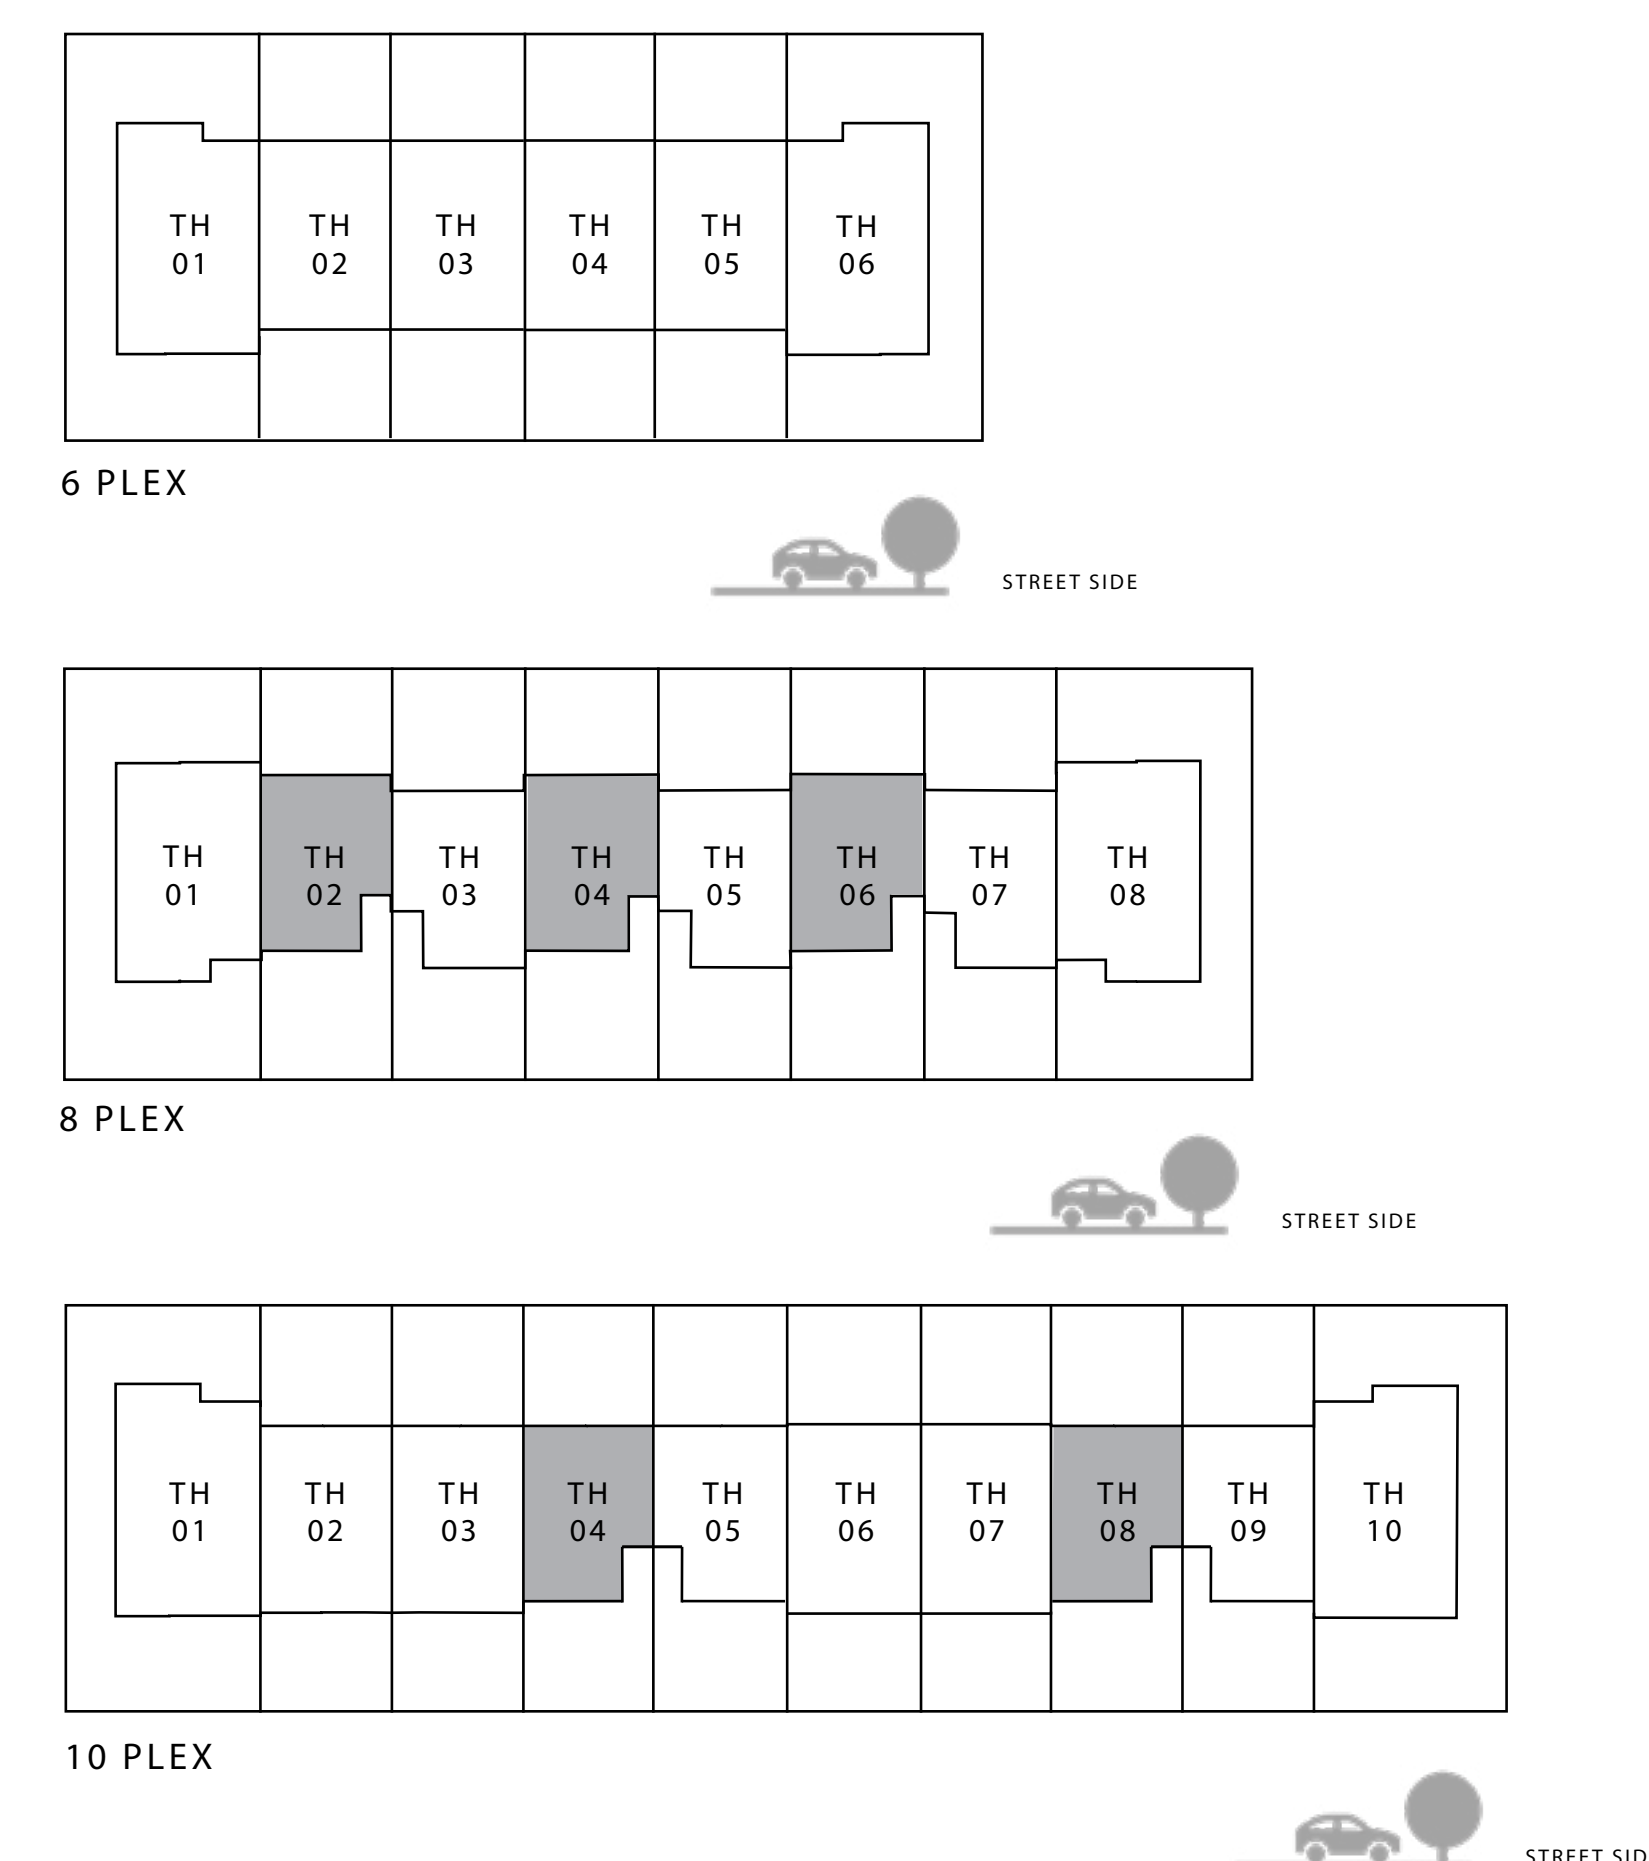 TH TH TH TH TH TH
01 02 03 04 05 06
6 PLEX
STREET SIDE
TH TH TH TH TH TH TH TH
01 02 03 04 05 06 07 08
8 PLEX
STREET SIDE
TH TH TH TH TH TH TH TH TH TH
01 02 03 04 05 06 07 08 09 10
10 PLEX
STREET SID